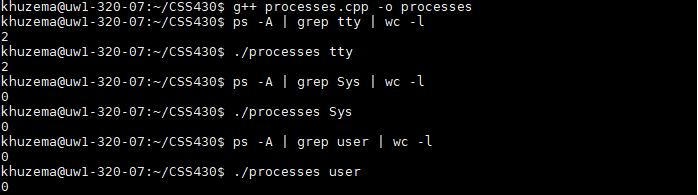 khuzema@uw1-320-07:~/CSS430$ g++ processes.cpp -o processes
khuzema@uw1-320-07:~/CSS430$ ps -A | grep tty | wc -l
2
khuzema@uw1-320-07:~/CSS430$ ./processes tty
2
khuzema@uw1-320-07:~/CSS430$ ps -A | grep Sys | wc -l
0
khuzema@uw1-320-07:~/CSS430$ ./processes Sys
0
khuzema@uw1-320-07:~/CSS430$ ps -A | grep user | wc -l
0
khuzema@uw1-320-07:~/CSS430$ ./processes user
0